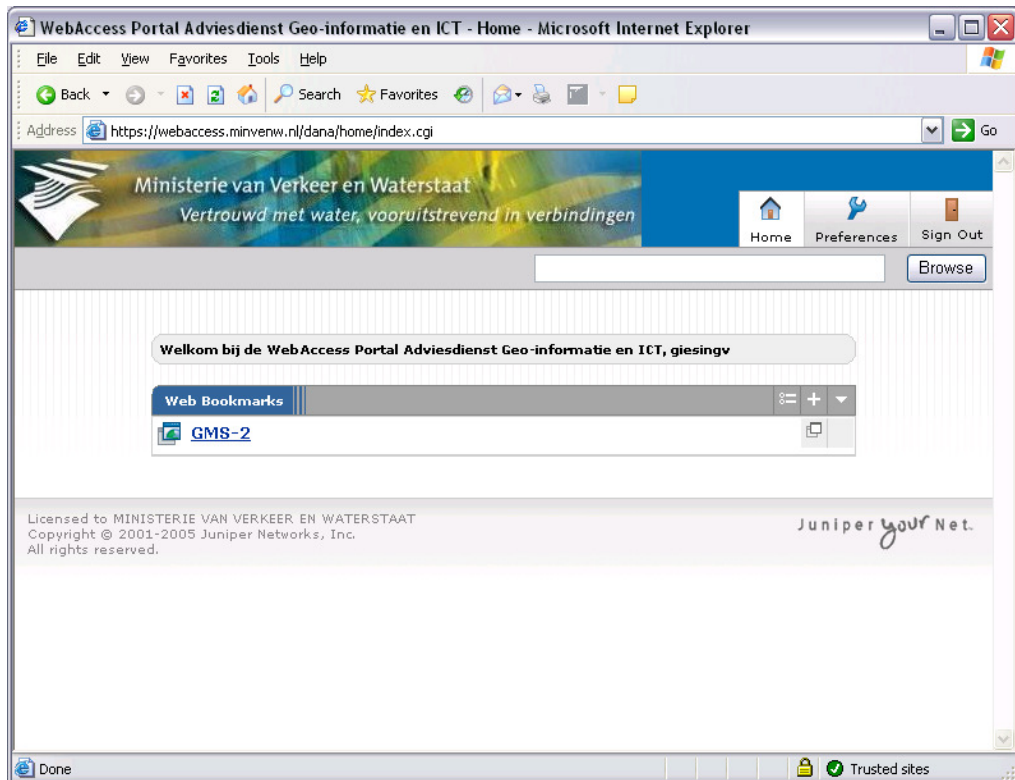 WebAccess Portal Adviesdienst Geo-informatie en ICT - Home - Microsoft Internet Explorer
File Edit View Favorites Tools Help
Back Search Favorites
Address https://webaccess.minvenw.nl/dana/home/index.cgi Go
Ministerie van Verkeer en Waterstaat
Vertrouwd met water, vooruitstrevend in verbindingen
Home Preferences Sign Out
Browse
Welkom bij de WebAccess Portal Adviesdienst Geo-informatie en ICT, giesingv
Web Bookmarks
GMS-2
Licensed to MINISTERIE VAN VERKEER EN WATERSTAAT
Copyright © 2001-2005 Juniper Networks, Inc.
All rights reserved.
Juniper your Net.
Done Trusted sites